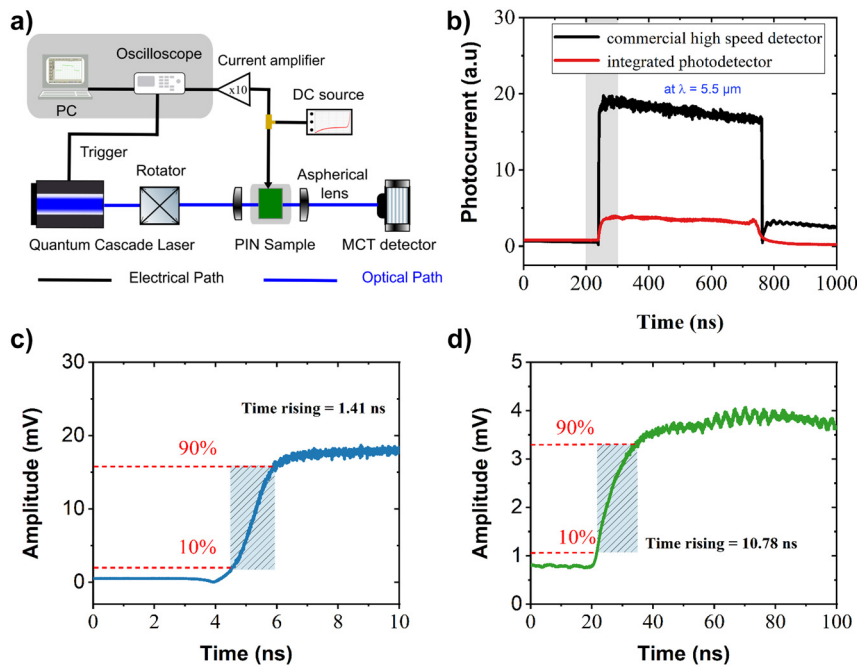 a)
Oscilloscope
Current amplifier
x10
PC
DC source
Trigger
Rotator
Aspherical
lens
Quantum Cascade Laser
PIN Sample
MCT detector
Electrical Path
Optical Path
b)
Photocurrent (a.u)
30
20
10
0
commercial high speed detector
integrated photodetector
at λ = 5.5 µm
0 200 400 600 800 1000
Time (ns)
c)
Amplitude (mV)
30
15
0
Time rising = 1.41 ns
90%
10%
0 2 4 6 8 10
Time (ns)
d)
Amplitude (mV)
5
4
3
2
1
0
90%
10%
Time rising = 10.78 ns
0 20 40 60 80 100
Time (ns)